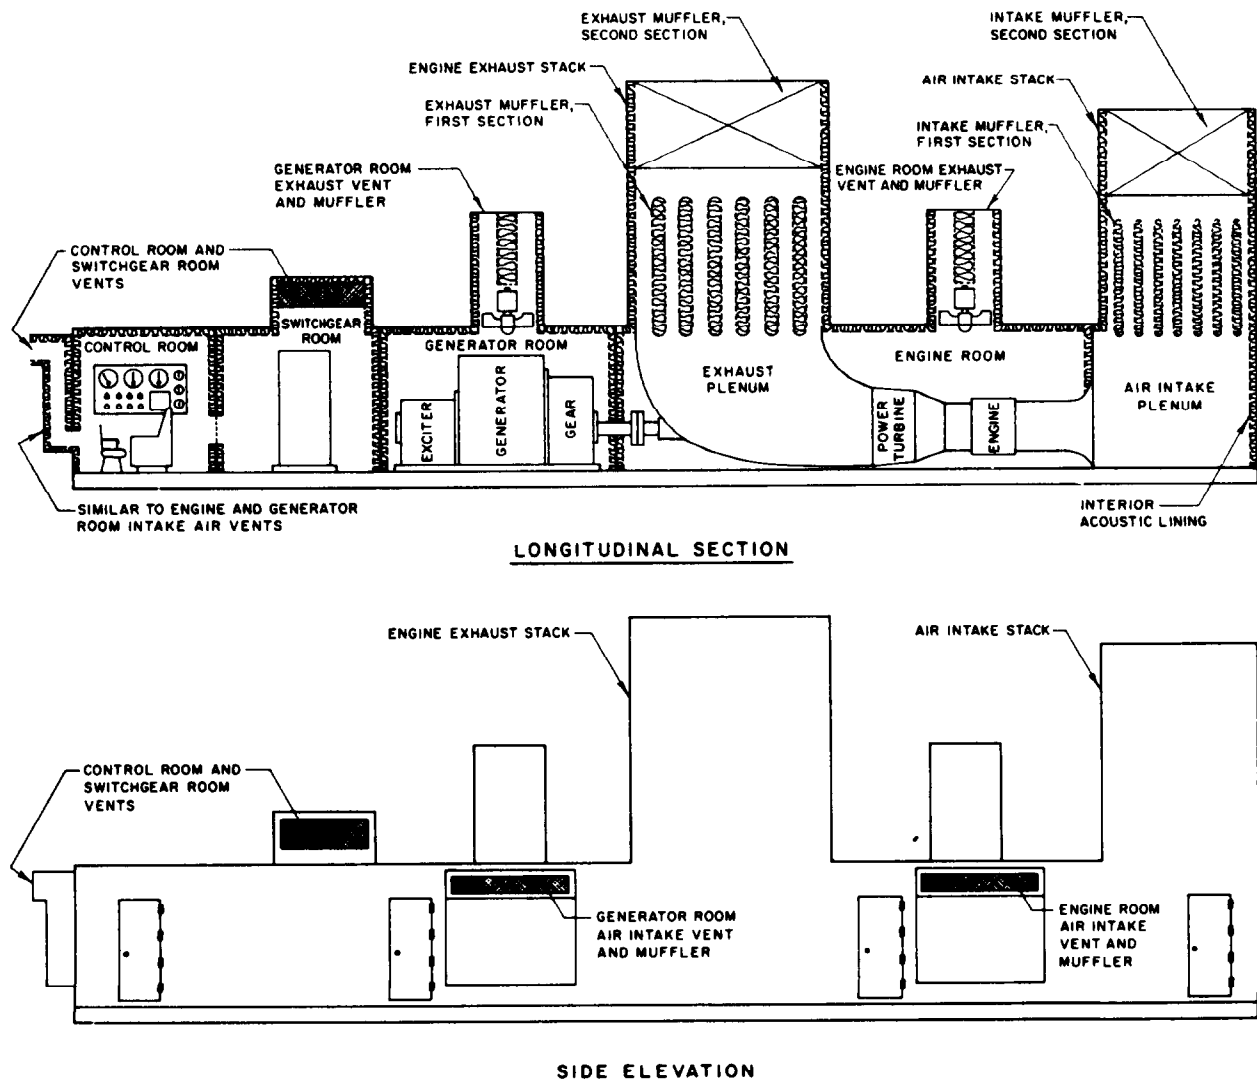 EXHAUST MUFFLER,
SECOND SECTION
INTAKE MUFFLER,
SECOND SECTION
ENGINE EXHAUST STACK
AIR INTAKE STACK
EXHAUST MUFFLER,
FIRST SECTION
INTAKE MUFFLER,
FIRST SECTION
GENERATOR ROOM
EXHAUST VENT
AND MUFFLER
ENGINE ROOM EXHAUST
VENT AND MUFFLER
CONTROL ROOM AND
SWITCHGEAR ROOM
VENTS
SWITCHGEAR
ROOM
CONTROL ROOM
GENERATOR ROOM
ENGINE ROOM
EXHAUST
PLENUM
AIR INTAKE
PLENUM
EXCITER
GENERATOR
GEAR
POWER
TURBINE
ENGINE
SIMILAR TO ENGINE AND GENERATOR
ROOM INTAKE AIR VENTS
INTERIOR
ACOUSTIC LINING
LONGITUDINAL SECTION
ENGINE EXHAUST STACK
AIR INTAKE STACK
CONTROL ROOM AND
SWITCHGEAR ROOM
VENTS
GENERATOR ROOM
AIR INTAKE VENT
AND MUFFLER
ENGINE ROOM
AIR INTAKE
VENT AND
MUFFLER
SIDE ELEVATION